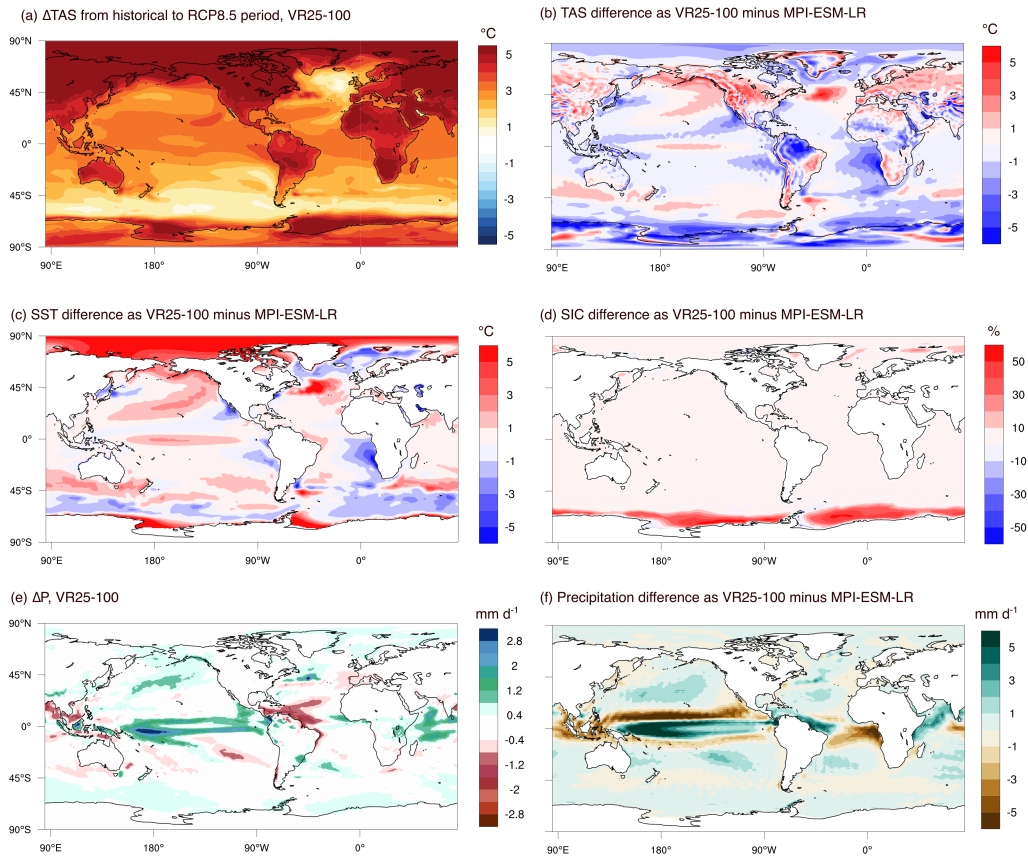 (a) ΔTAS from historical to RCP8.5 period, VR25-100
(b) TAS difference as VR25-100 minus MPI-ESM-LR
°C
°C
90°N
45°N
0°
45°S
90°S
5
3
1
-1
-3
-5
5
3
1
-1
-3
-5
90°E 180° 90°W 0°
90°E 180° 90°W 0°
(c) SST difference as VR25-100 minus MPI-ESM-LR
(d) SIC difference as VR25-100 minus MPI-ESM-LR
°C
%
90°N
45°N
0°
45°S
90°S
5
3
1
-1
-3
-5
50
30
10
-10
-30
-50
90°E 180° 90°W 0°
90°E 180° 90°W 0°
(e) ΔP, VR25-100
(f) Precipitation difference as VR25-100 minus MPI-ESM-LR
mm d⁻¹
mm d⁻¹
90°N
45°N
0°
45°S
90°S
2.8
2
1.2
0.4
-0.4
-1.2
-2
-2.8
5
3
1
-1
-3
-5
90°E 180° 90°W 0°
90°E 180° 90°W 0°